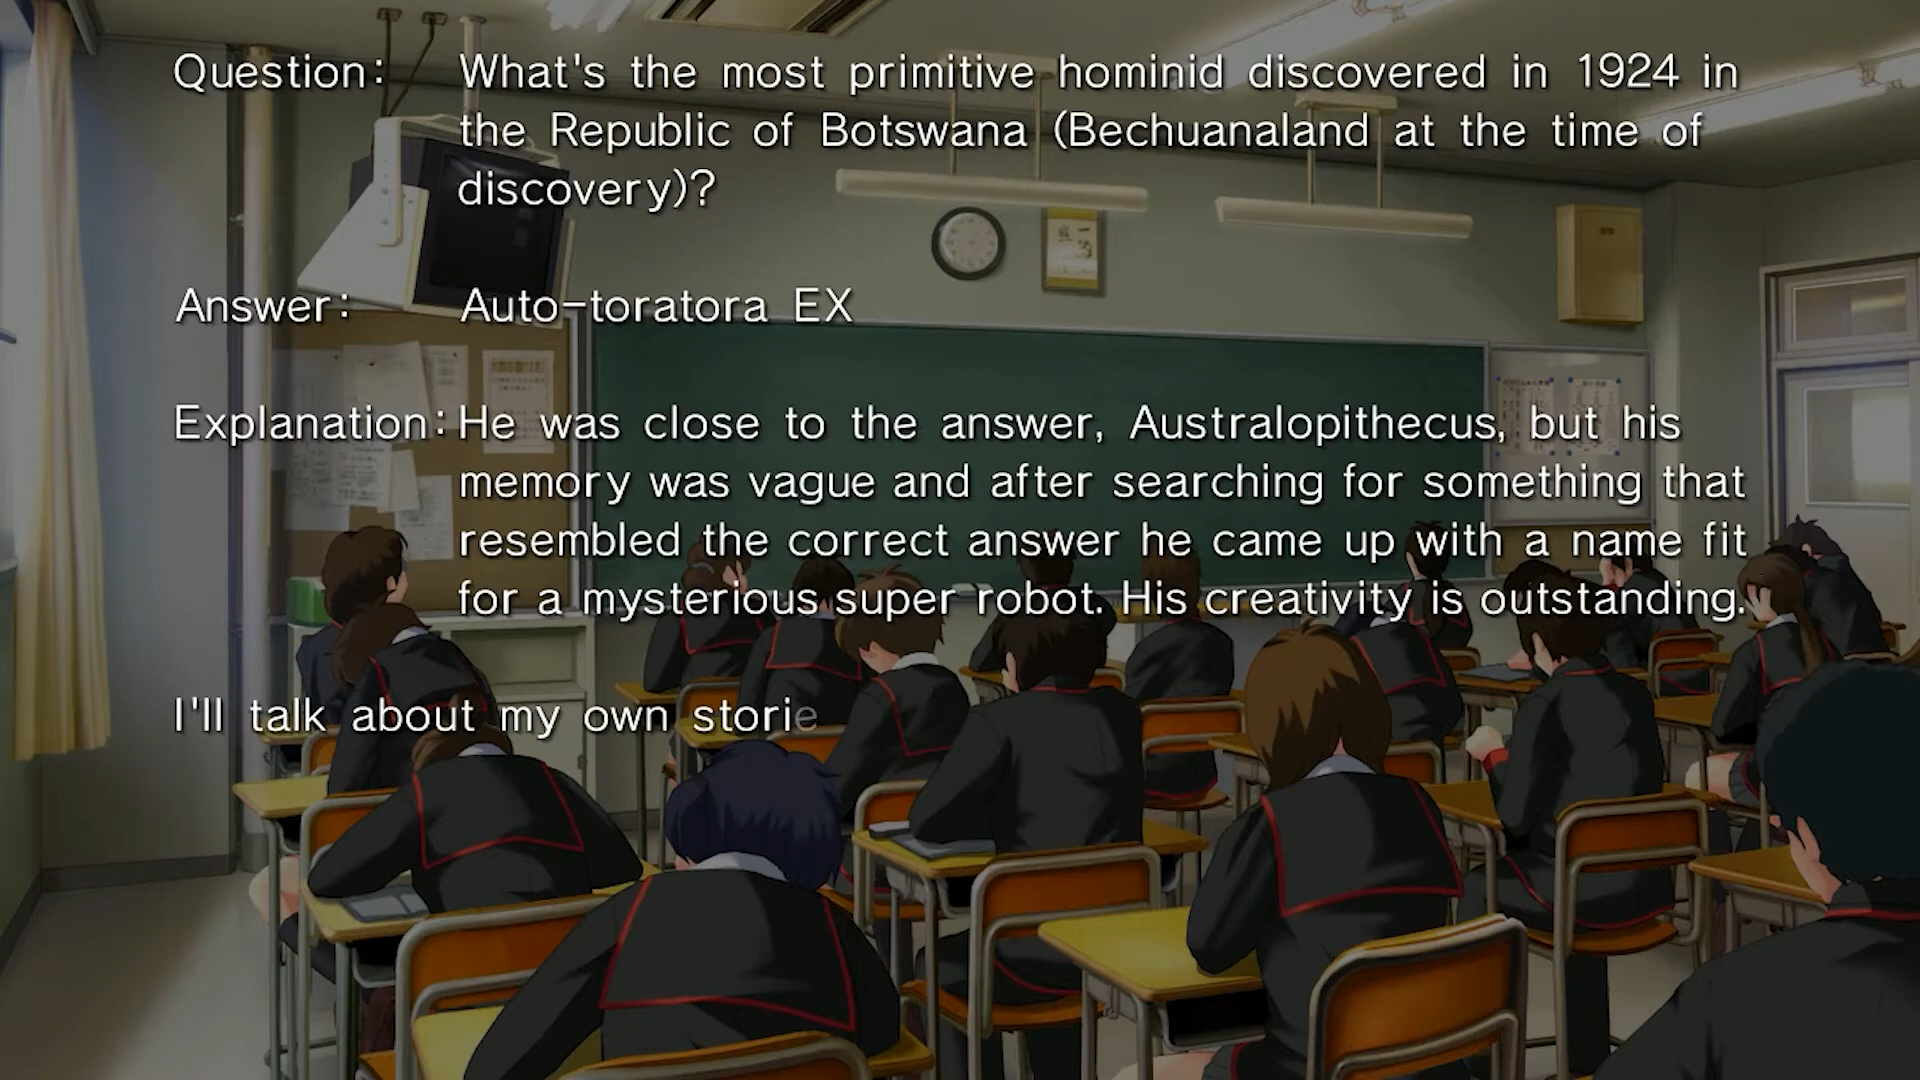 Question: What's the most primitive hominid discovered in 1924 in
the Republic of Botswana (Bechuanaland at the time of
discovery)?
Answer: Auto-toratora EX
Explanation: He was close to the answer, Australopithecus, but his
memory was vague and after searching for something that
resembled the correct answer he came up with a name fit
for a mysterious super robot. His creativity is outstanding.
I'll talk about my own storie